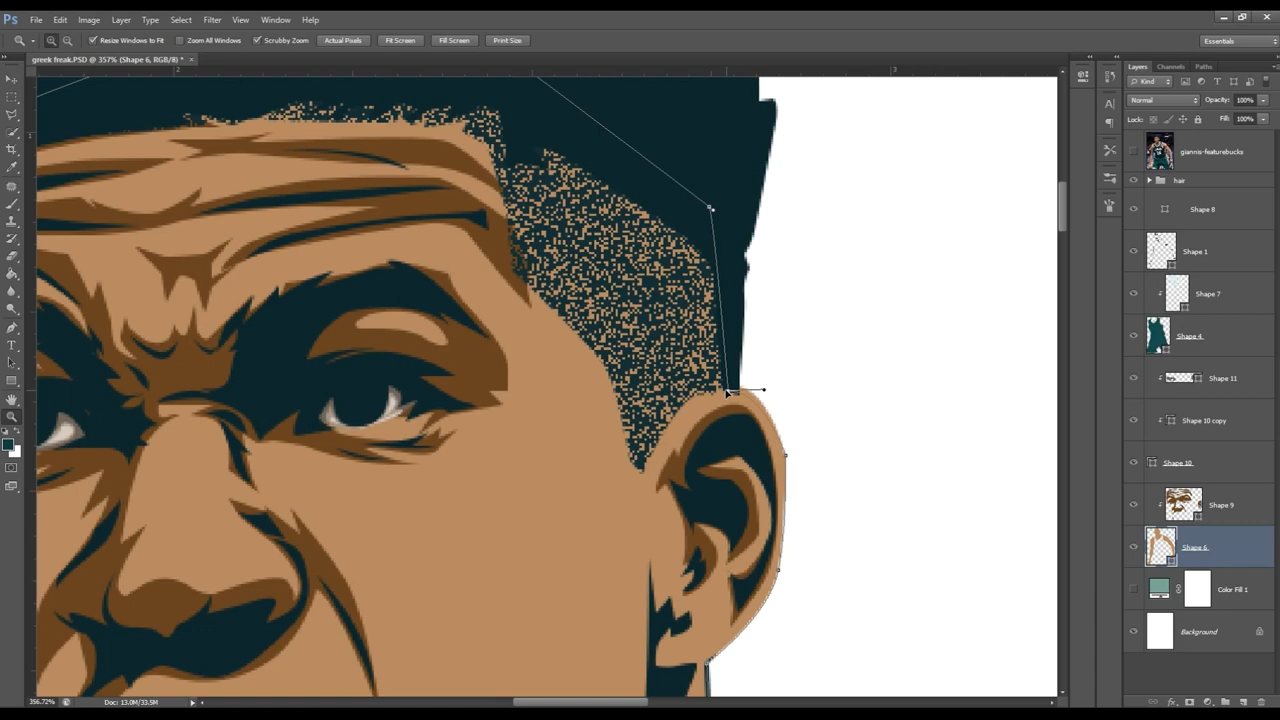 Ps File Edit Image Layer Type Select Filter View Window Help
Resize Windows to Fit Zoom All Windows Scrubby Zoom Actual Pixels Fit Screen Fill Screen Print Size Essentials
greek freak.PSD @ 357% (Shape 6, RGB/8) * ×
2 3
1
Layers Channels Paths
Kind
Normal Opacity: 100%
Lock: Fill: 100%
giannis-featurebucks
hair
Shape 8
Shape 1
Shape 7
Shape 4
Shape 11
Shape 10 copy
Shape 10
Shape 9
Shape 6
Color Fill 1
Background
356.72% Doc: 13.0M/33.5M